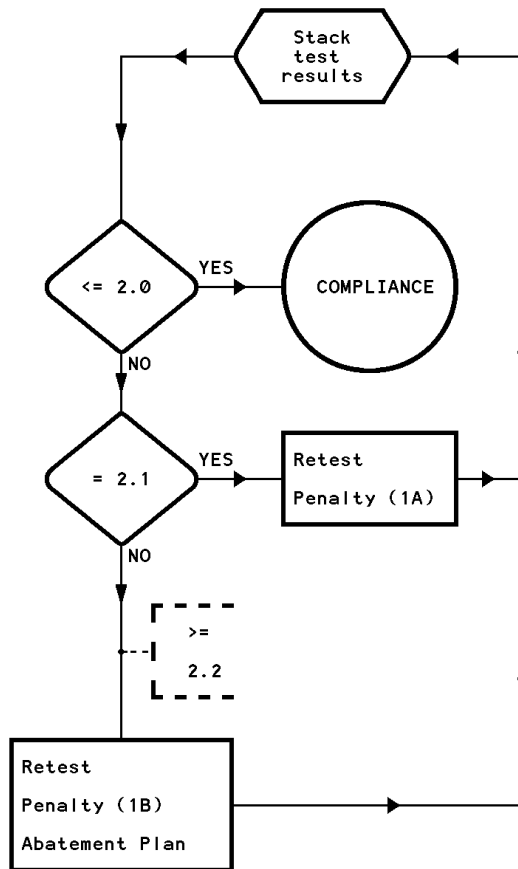 Stack
test
results
<= 2.0
YES
COMPLIANCE
NO
= 2.1
YES
Retest
Penalty (1A)
NO
>=
2.2
Retest
Penalty (1B)
Abatement Plan